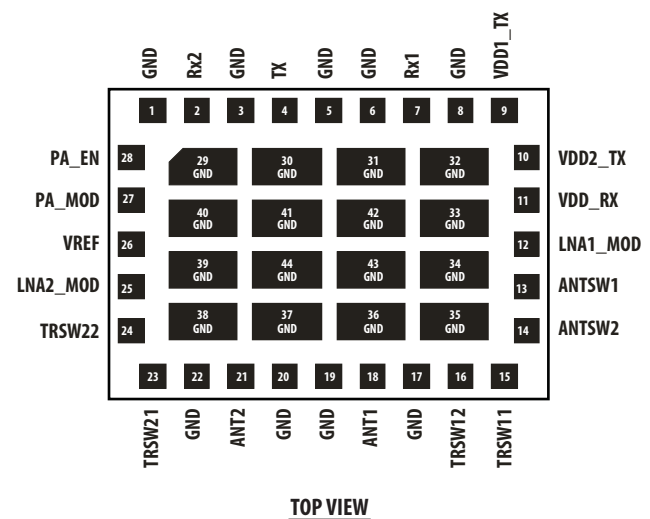 GND Rx2 GND TX GND GND Rx1 GND VDD1_TX
1 2 3 4 5 6 7 8 9
PA_EN 28 29 30 31 32 10 VDD2_TX
GND GND GND GND
PA_MOD 27 11 VDD_RX
40 41 42 33
GND GND GND GND
VREF 26 12 LNA1_MOD
39 44 43 34
GND GND GND GND
LNA2_MOD 25 13 ANTSW1
38 37 36 35
GND GND GND GND
TRSW22 24 14 ANTSW2
23 22 21 20 19 18 17 16 15
TRSW21 GND ANT2 GND GND ANT1 GND TRSW12 TRSW11
TOP VIEW